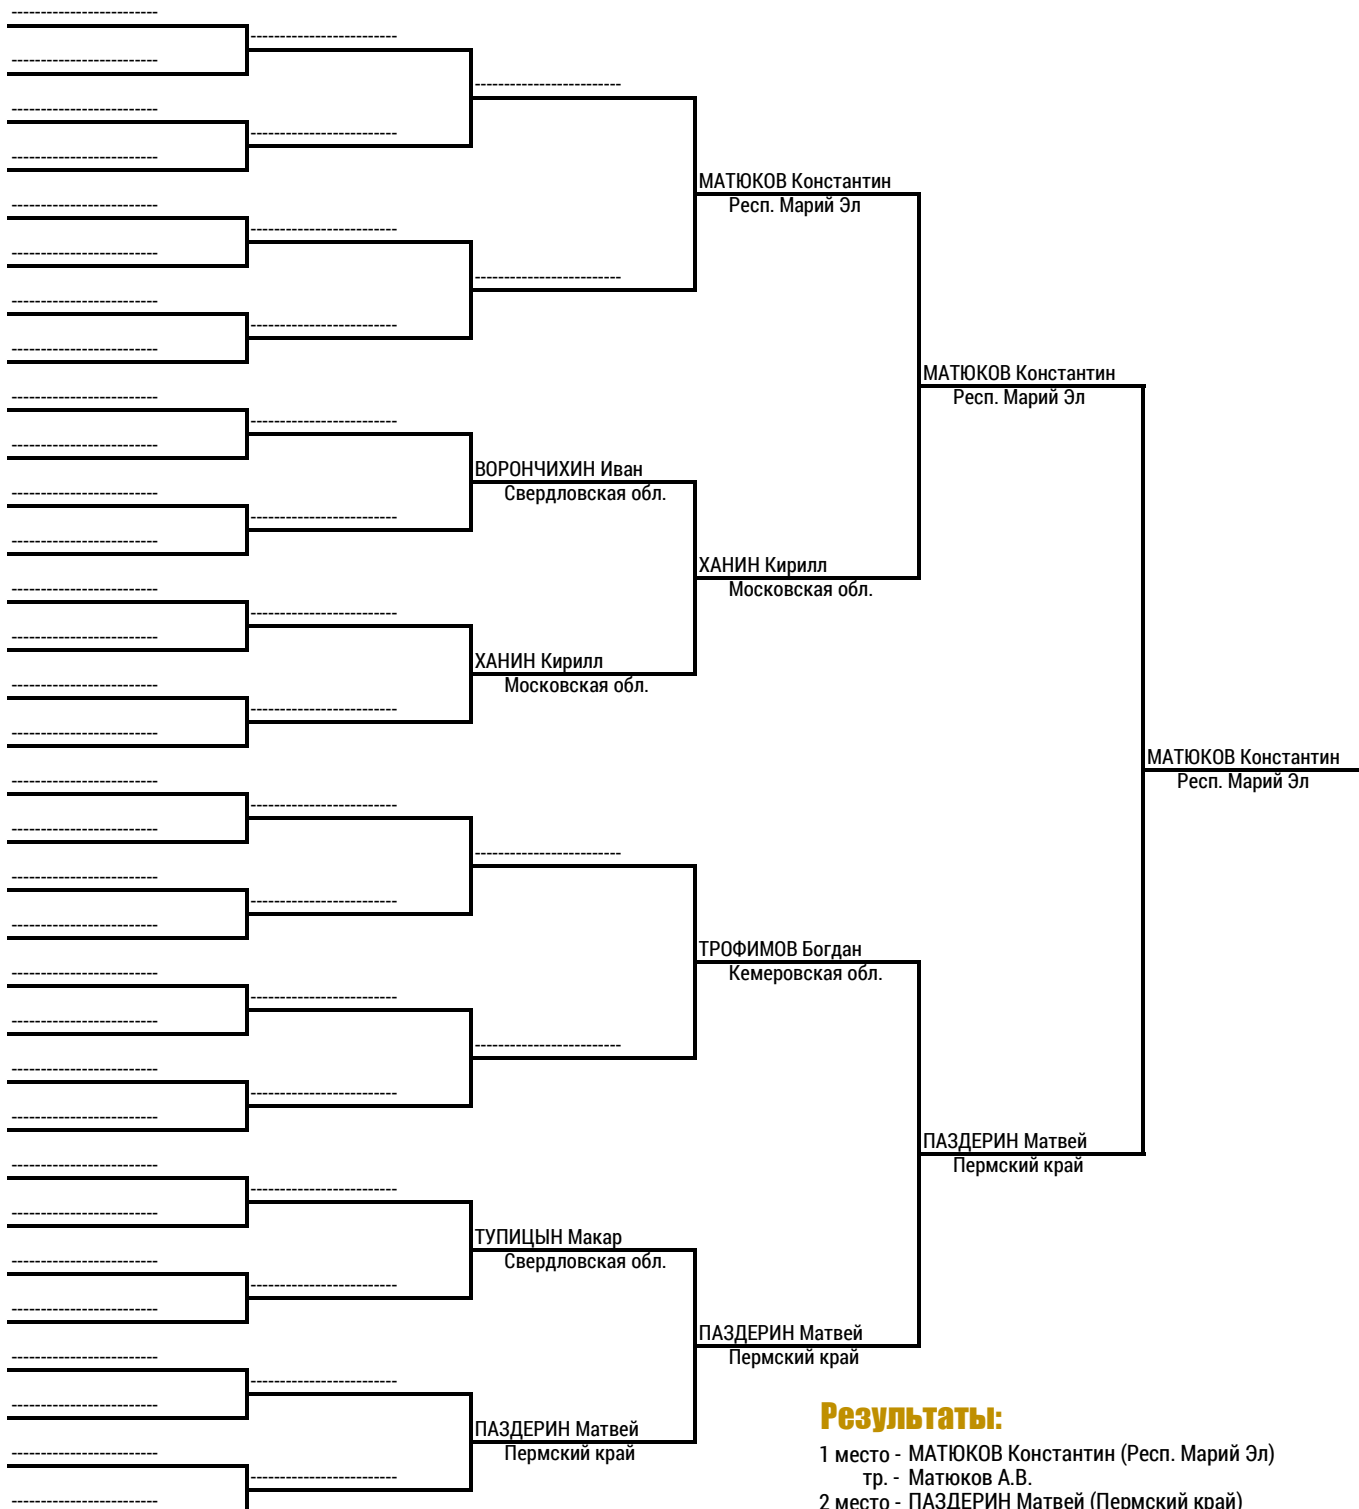 МАТЮКОВ Константин
Респ. Марий Эл
МАТЮКОВ Константин
Респ. Марий Эл
ВОРОНЧИХИН Иван
Свердловская обл.
ХАНИН Кирилл
Московская обл.
ХАНИН Кирилл
Московская обл.
МАТЮКОВ Константин
Респ. Марий Эл
ТРОФИМОВ Богдан
Кемеровская обл.
ПАЗДЕРИН Матвей
Пермский край
ТУПИЦЫН Макар
Свердловская обл.
ПАЗДЕРИН Матвей
Пермский край
ПАЗДЕРИН Матвей
Пермский край
Результаты:
1 место - МАТЮКОВ Константин (Респ. Марий Эл)
тр. - Матюков А.В.
2 место - ПАЗДЕРИН Матвей (Пермский край)